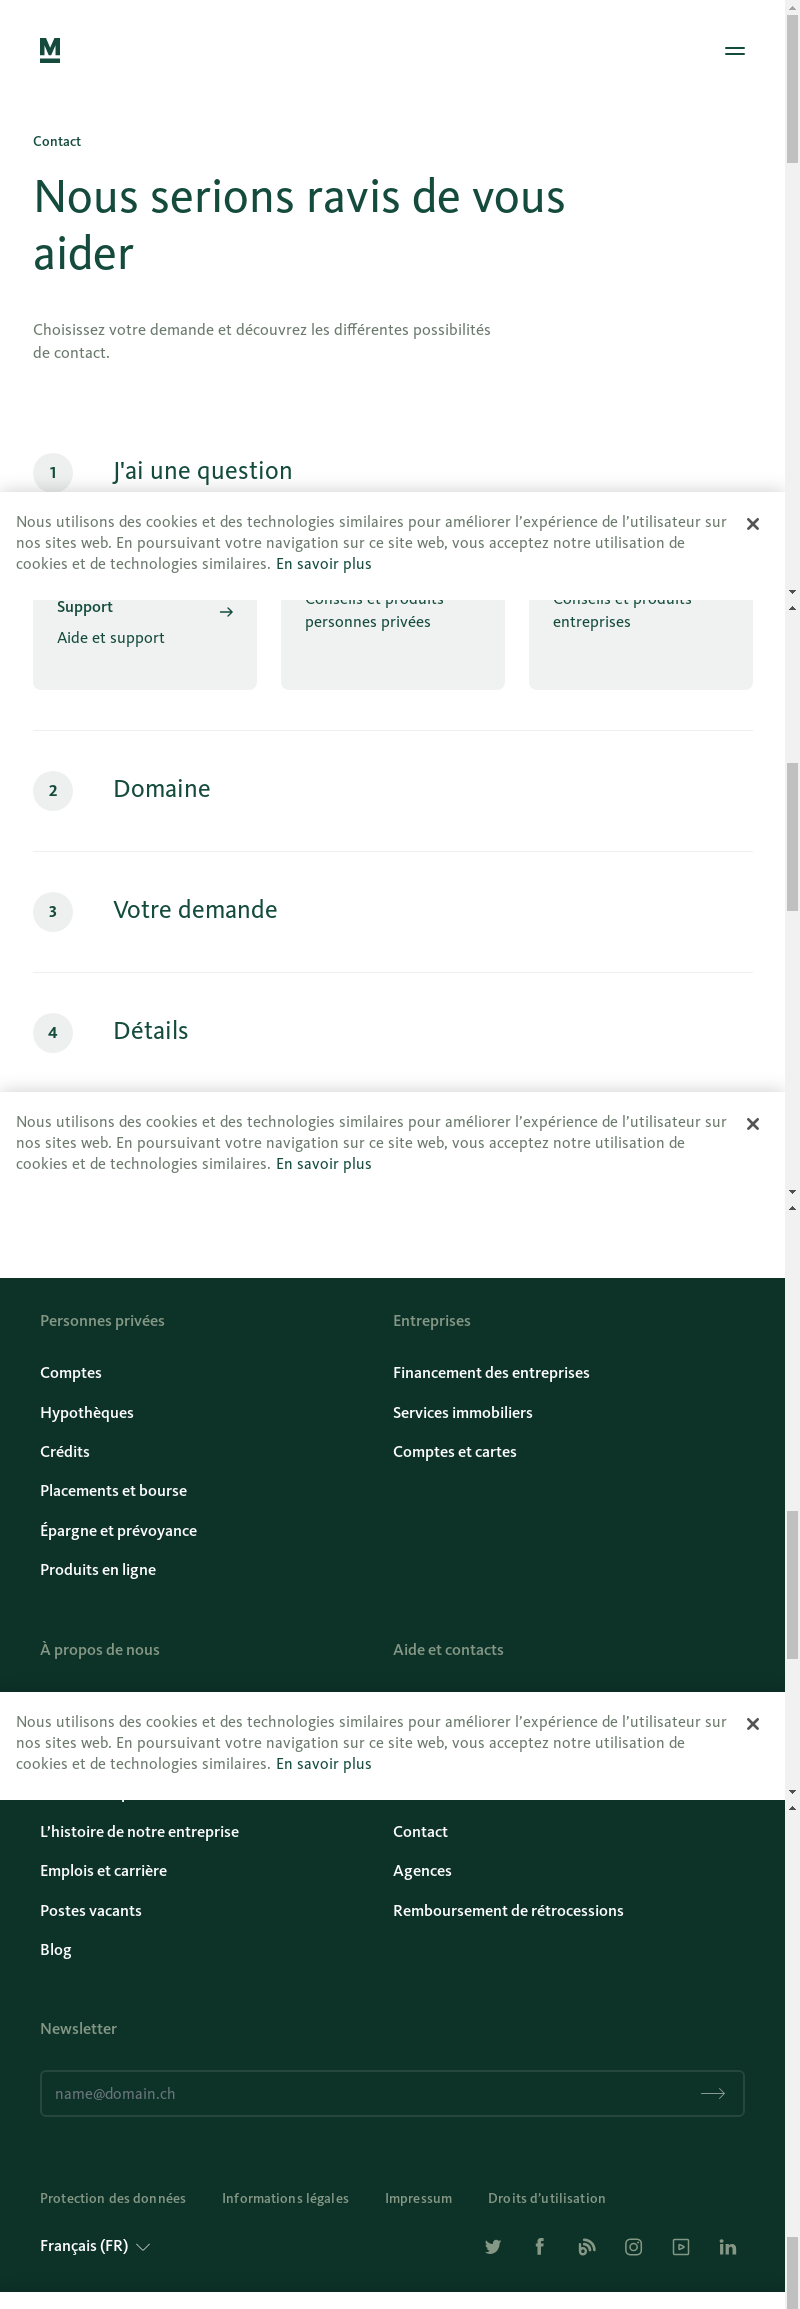 M
Contact
Nous serions ravis de vous
aider
Choisissez votre demande et découvrez les différentes possibilités
de contact.
1 J'ai une question
Nous utilisons des cookies et des technologies similaires pour améliorer l’expérience de l’utilisateur sur
nos sites web. En poursuivant votre navigation sur ce site web, vous acceptez notre utilisation de
cookies et de technologies similaires. En savoir plus
Support
Aide et support
Conseils et produits
personnes privées
Conseils et produits
entreprises
2 Domaine
3 Votre demande
4 Détails
Nous utilisons des cookies et des technologies similaires pour améliorer l’expérience de l’utilisateur sur
nos sites web. En poursuivant votre navigation sur ce site web, vous acceptez notre utilisation de
cookies et de technologies similaires. En savoir plus
Personnes privées
Comptes
Hypothèques
Crédits
Placements et bourse
Épargne et prévoyance
Produits en ligne
Entreprises
Financement des entreprises
Services immobiliers
Comptes et cartes
À propos de nous
Aide et contacts
Nous utilisons des cookies et des technologies similaires pour améliorer l’expérience de l’utilisateur sur
nos sites web. En poursuivant votre navigation sur ce site web, vous acceptez notre utilisation de
cookies et de technologies similaires. En savoir plus
L’histoire de notre entreprise
Emplois et carrière
Postes vacants
Blog
Contact
Agences
Remboursement de rétrocessions
Newsletter
name@domain.ch
Protection des données Informations légales Impressum Droits d’utilisation
Français (FR)